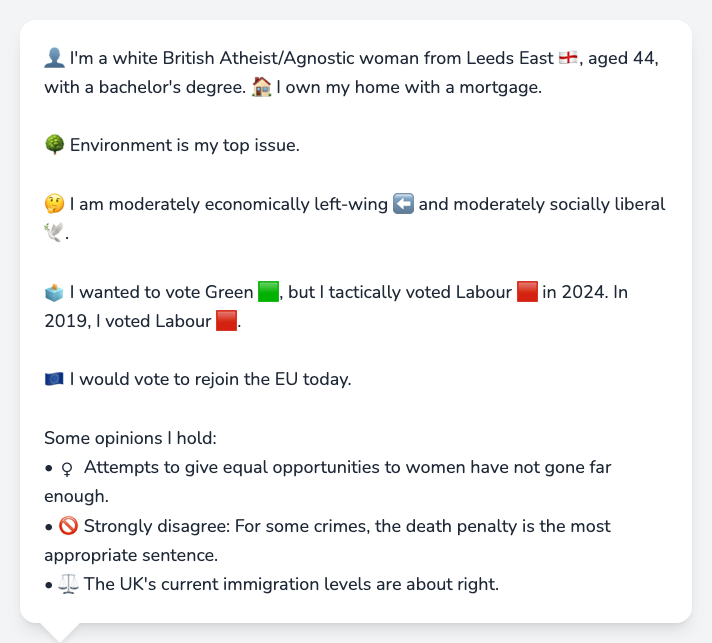 👤 I'm a white British Atheist/Agnostic woman from Leeds East 🏴󠁧󠁢󠁥󠁮󠁧󠁿, aged 44,
with a bachelor's degree. 🏠 I own my home with a mortgage.
🌳 Environment is my top issue.
🤔 I am moderately economically left-wing ⬅️ and moderately socially liberal
🕊️.
🗳️ I wanted to vote Green 🟩, but I tactically voted Labour 🟥 in 2024. In
2019, I voted Labour 🟥.
🇪🇺 I would vote to rejoin the EU today.
Some opinions I hold:
• ♀ Attempts to give equal opportunities to women have not gone far
enough.
• 🚫 Strongly disagree: For some crimes, the death penalty is the most
appropriate sentence.
• ⚖️ The UK's current immigration levels are about right.